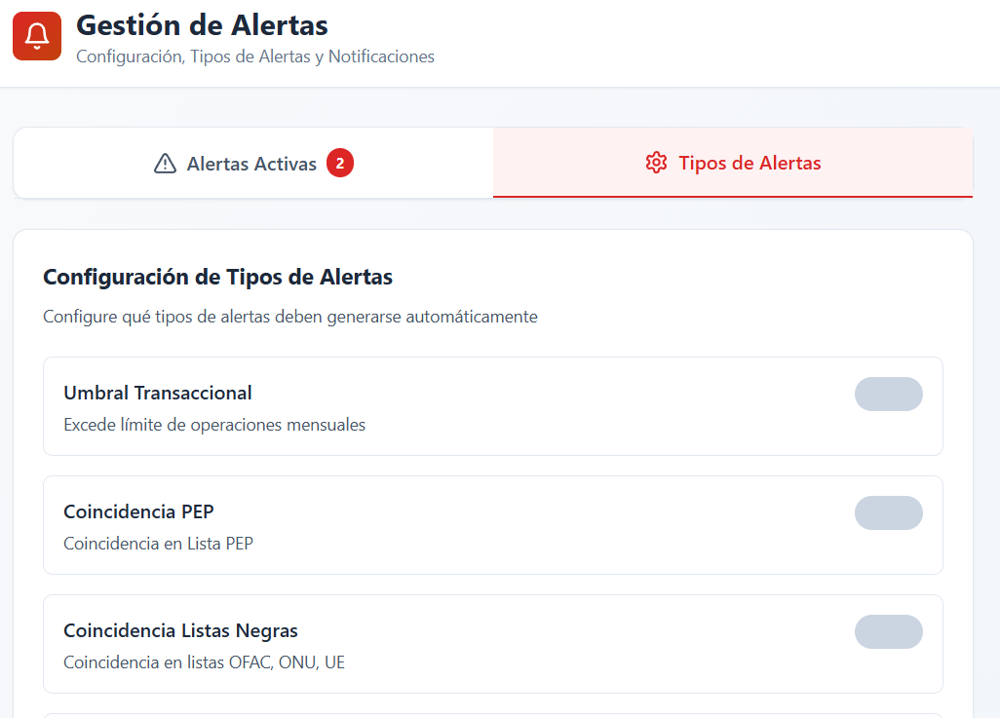 Gestión de Alertas
Configuración, Tipos de Alertas y Notificaciones
Alertas Activas 2
Tipos de Alertas
Configuración de Tipos de Alertas
Configure qué tipos de alertas deben generarse automáticamente
Umbral Transaccional
Excede límite de operaciones mensuales
Coincidencia PEP
Coincidencia en Lista PEP
Coincidencia Listas Negras
Coincidencia en listas OFAC, ONU, UE